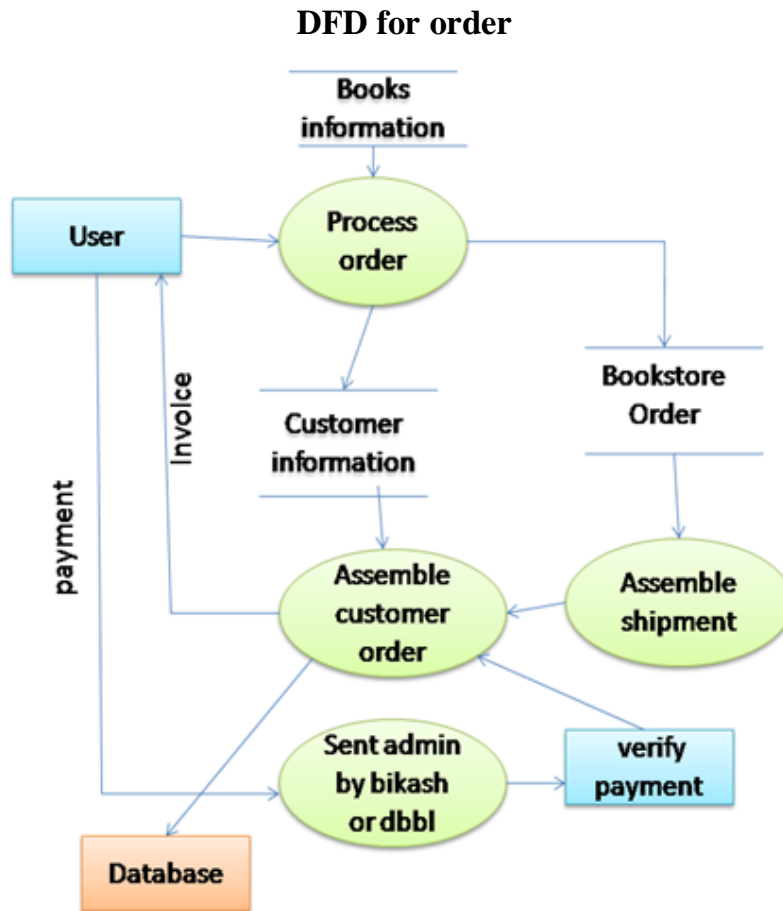 DFD for order
Books
information
User
Process
order
Bookstore
Order
Customer
information
Invoice
payment
Assemble
customer
order
Assemble
shipment
Sent admin
by bikash
or dbbl
verify
payment
Database